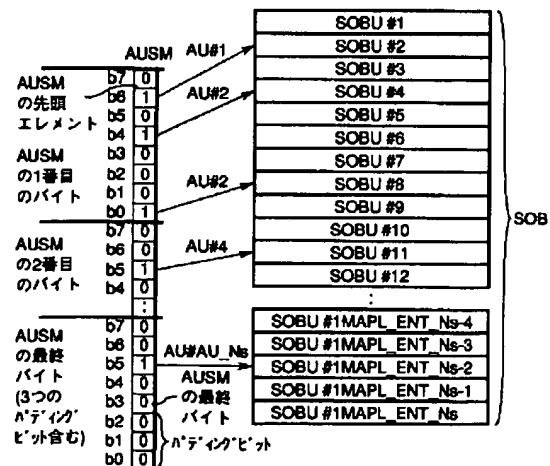 AUSM
AUSM
の先頭
エレメント
AUSM
の1番目
のバイト
b7 0
b6 1
b5 0
b4 1
b3 0
b2 0
b1 0
b0 1
AUSM
の2番目
のバイト
b7 0
b6 0
b5 1
b4 0
⋮
AUSM
の最終
バイト
(3つの
パディング
ビット含む)
b7 0
b6 0
b5 1
b4 0
b3 0
b2 0
b1 0
b0 0
AUSM
の最終
バイト
パディングビット
AU#1
AU#2
AU#2
AU#4
AU#AU_Ns
SOBU #1
SOBU #2
SOBU #3
SOBU #4
SOBU #5
SOBU #6
SOBU #7
SOBU #8
SOBU #9
SOBU #10
SOBU #11
SOBU #12
⋮
SOBU #1MAPL_ENT_Ns-4
SOBU #1MAPL_ENT_Ns-3
SOBU #1MAPL_ENT_Ns-2
SOBU #1MAPL_ENT_Ns-1
SOBU #1MAPL_ENT_Ns
SOB